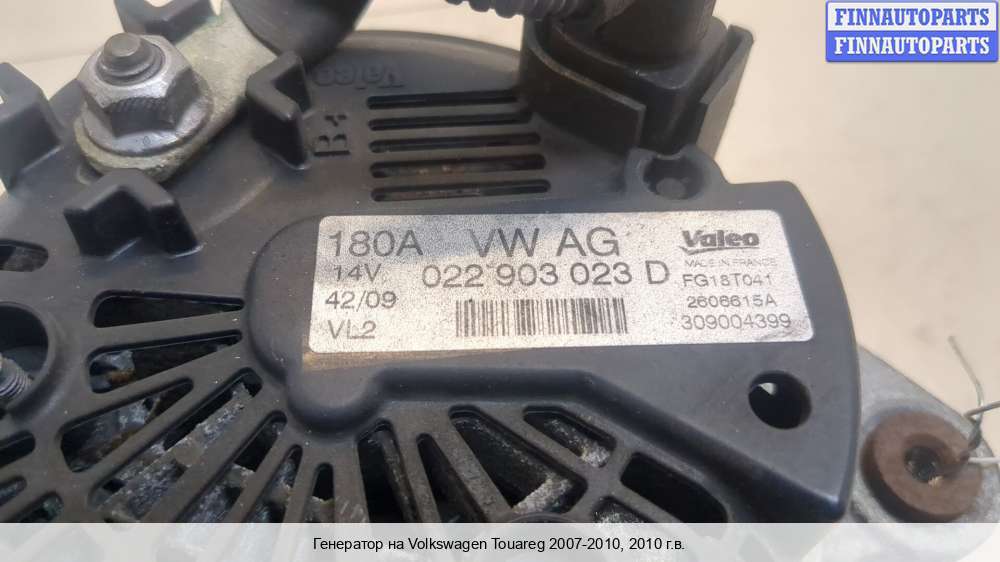 FINNAUTOPARTS
FINNAUTOPARTS
Valeo
B+
180A VW AG Valeo
14V 022 903 023 D MADE IN FRANCE
42/09 FG18T041
VL2 2606615A
309004399
Генератор на Volkswagen Touareg 2007-2010, 2010 г.в.